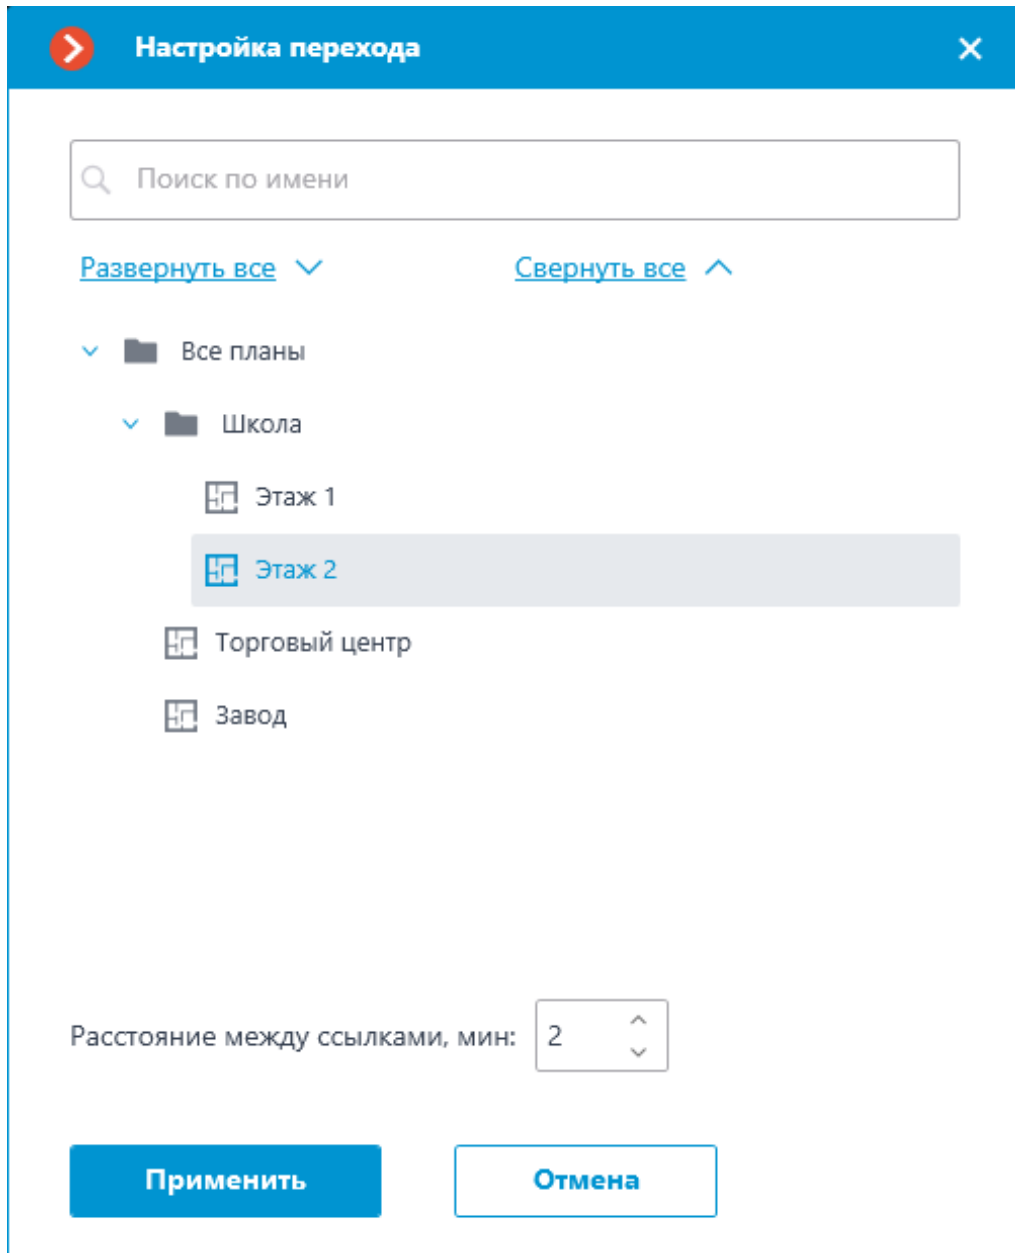 Настройка перехода
Поиск по имени
Развернуть все Свернуть все
Все планы
Школа
Этаж 1
Этаж 2
Торговый центр
Завод
Расстояние между ссылками, мин: 2
Применить Отмена